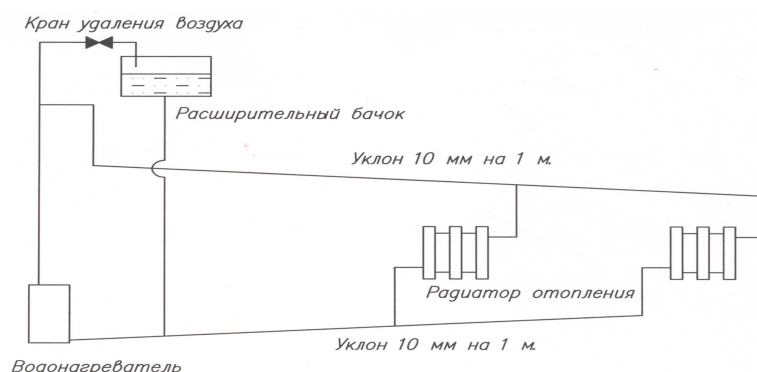 Кран удаления воздуха
Расширительный бачок
Уклон 10 мм на 1 м.
Радиатор отопления
Уклон 10 мм на 1 м.
Водонагреватель